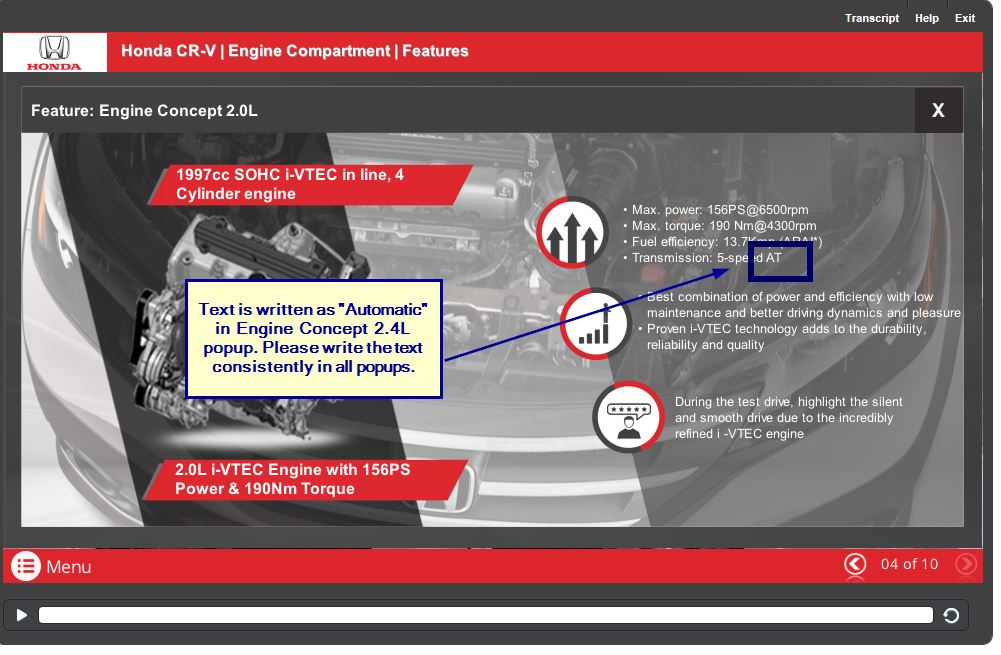 Transcript Help Exit
HONDA
Honda CR-V | Engine Compartment | Features
Feature: Engine Concept 2.0L
X
1997cc SOHC i-VTEC in line, 4
Cylinder engine
• Max. power: 156PS@6500rpm
• Max. torque: 190 Nm@4300rpm
• Fuel efficiency: 13.7Kmp (ARAI*)
• Transmission: 5-speed AT
Text is written as "Automatic"
in Engine Concept 2.4L
popup. Please write the text
consistently in all popups.
• Best combination of power and efficiency with low
maintenance and better driving dynamics and pleasure
• Proven i-VTEC technology adds to the durability,
reliability and quality
During the test drive, highlight the silent
and smooth drive due to the incredibly
refined i -VTEC engine
2.0L i-VTEC Engine with 156PS
Power & 190Nm Torque
Menu
04 of 10